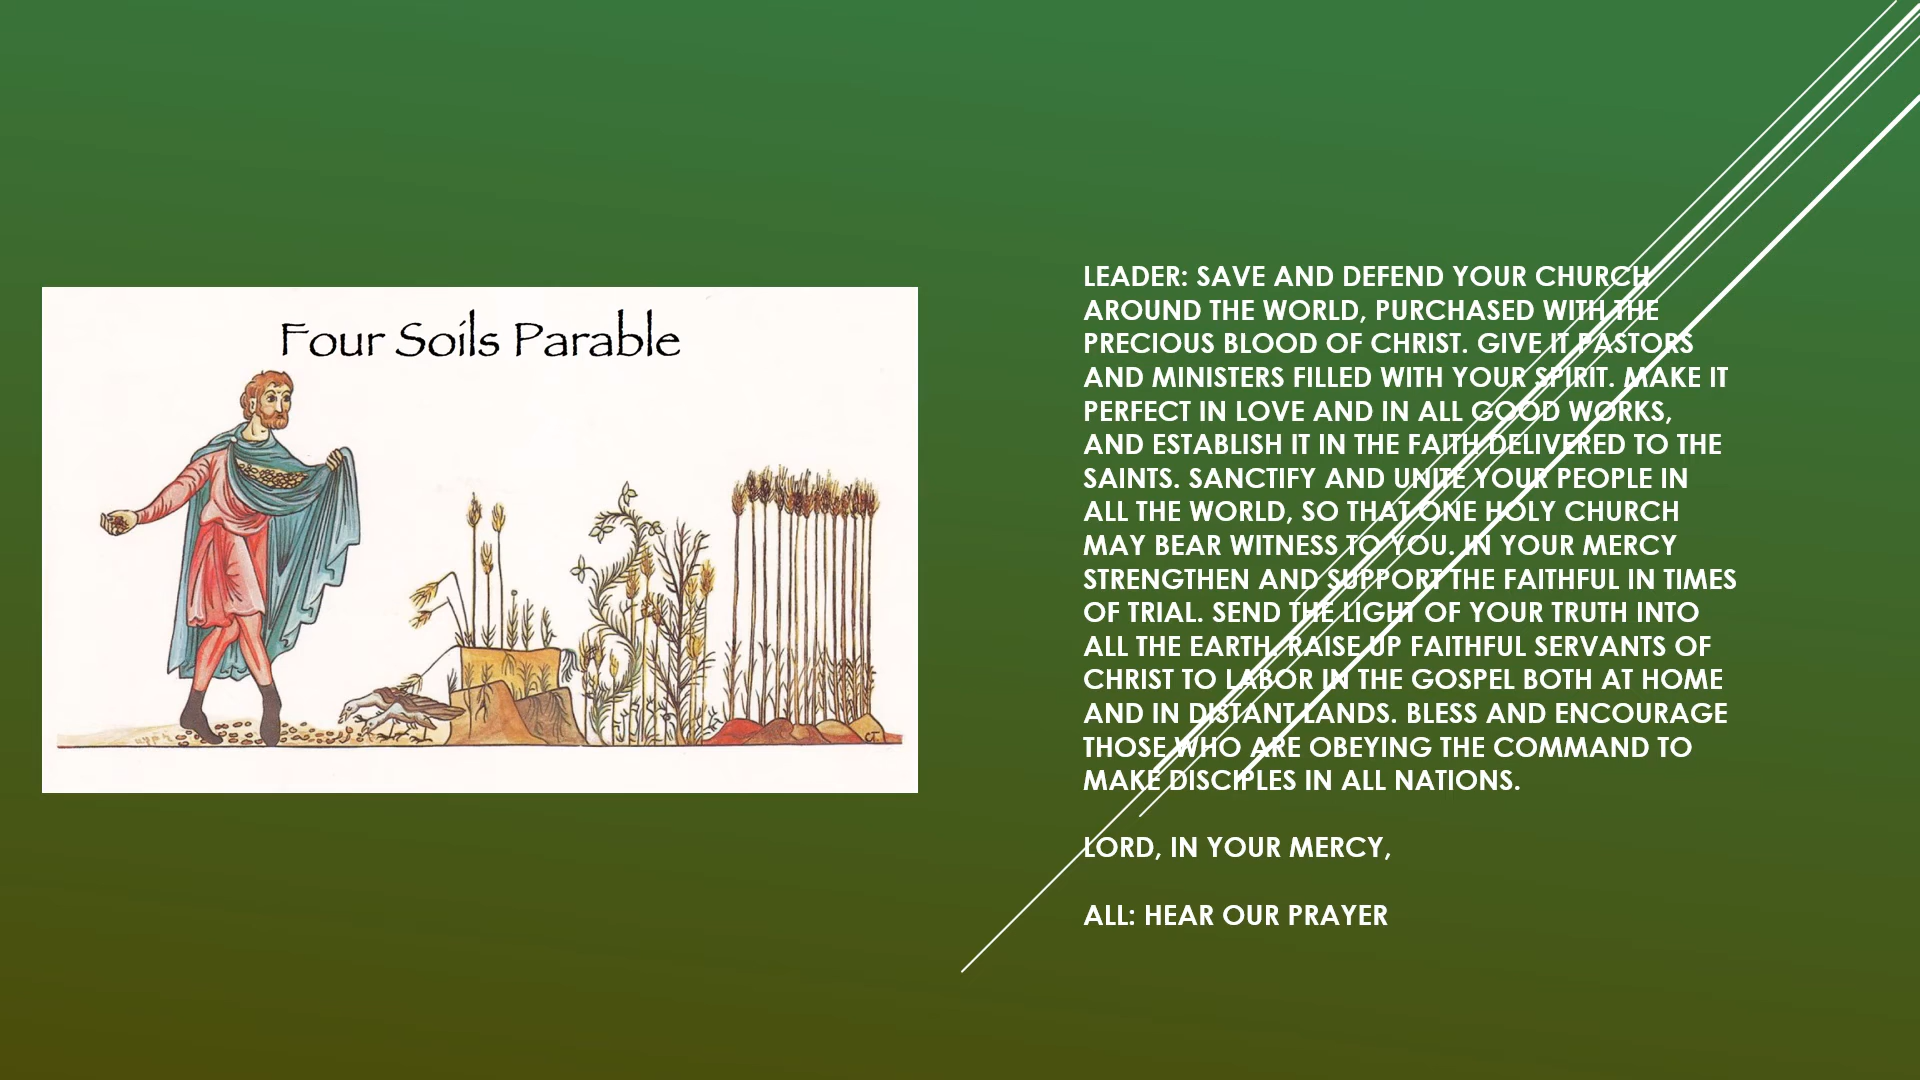 Four Soils Parable
LEADER: SAVE AND DEFEND YOUR CHURCH
AROUND THE WORLD, PURCHASED WITH THE
PRECIOUS BLOOD OF CHRIST. GIVE IT PASTORS
AND MINISTERS FILLED WITH YOUR SPIRIT. MAKE IT
PERFECT IN LOVE AND IN ALL GOOD WORKS,
AND ESTABLISH IT IN THE FAITH DELIVERED TO THE
SAINTS. SANCTIFY AND UNITE YOUR PEOPLE IN
ALL THE WORLD, SO THAT ONE HOLY CHURCH
MAY BEAR WITNESS TO YOU. IN YOUR MERCY
STRENGTHEN AND SUPPORT THE FAITHFUL IN TIMES
OF TRIAL. SEND THE LIGHT OF YOUR TRUTH INTO
ALL THE EARTH. RAISE UP FAITHFUL SERVANTS OF
CHRIST TO LABOR IN THE GOSPEL BOTH AT HOME
AND IN DISTANT LANDS. BLESS AND ENCOURAGE
THOSE WHO ARE OBEYING THE COMMAND TO
MAKE DISCIPLES IN ALL NATIONS.
LORD, IN YOUR MERCY,
ALL: HEAR OUR PRAYER